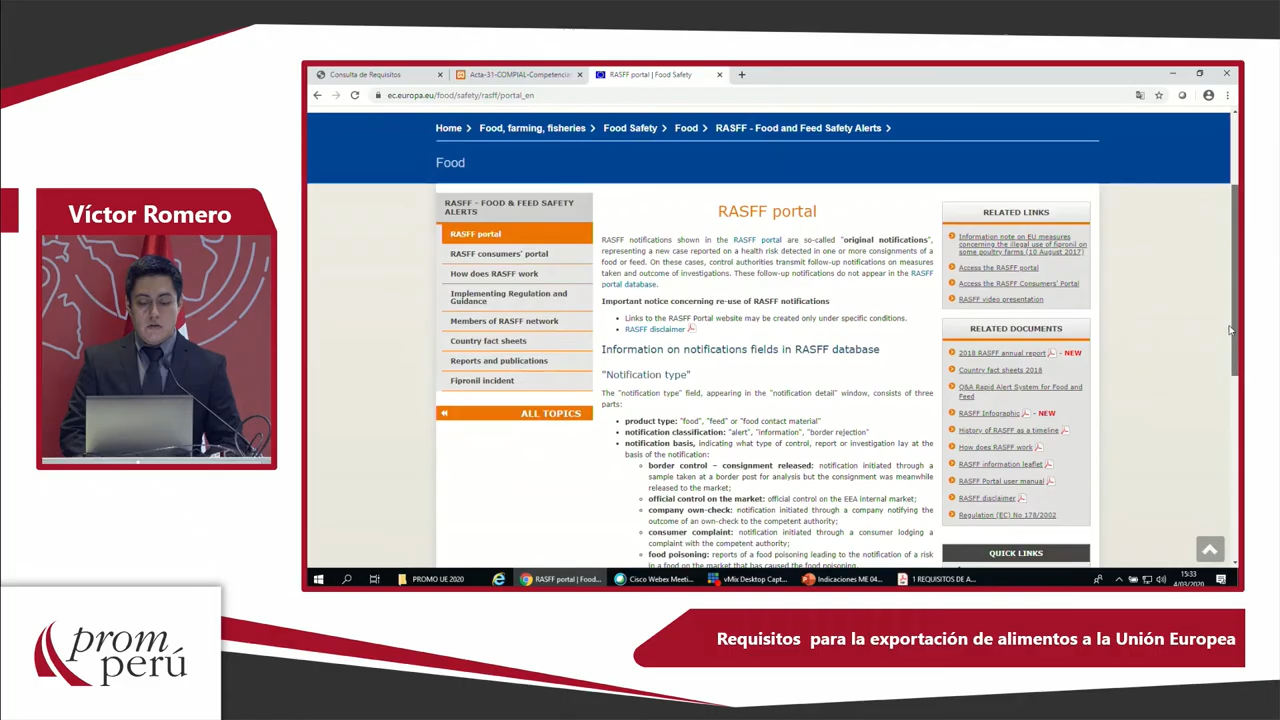 Consulta de Requisitos
Acta-31-COMPIAL-Competencia
RASFF portal | Food Safety
ec.europa.eu/food/safety/rasff/portal_en
Home
Food, farming, fisheries
Food Safety
Food
RASFF - Food and Feed Safety Alerts
Food
Víctor Romero
RASFF - FOOD & FEED SAFETY
ALERTS
RASFF portal
RASFF consumers' portal
How does RASFF work
Implementing Regulation and
Guidance
Members of RASFF network
Country fact sheets
Reports and publications
Fipronil incident
ALL TOPICS
RASFF portal
RASFF notifications shown in the RASFF portal are so-called "original notifications",
representing a new case reported on a health risk detected in one or more consignments of
food or feed. On these cases, control authorities transmit follow-up notifications on measures
taken and outcome of investigations. These follow-up notifications do not appear in the RASFF
portal database.
Important notice concerning re-use of RASFF notifications
• Links to the RASFF Portal website may be created only under specific conditions.
• RASFF disclaimer
Information on notifications fields in RASFF database
"Notification type"
The "notification type" field, appearing in the "notification detail" window, consists of three
parts:
• product type: "food", "feed" or "food contact material"
• notification classification: "alert", "information", "border rejection"
• notification basis, indicating what type of control, report or investigation lay at the
basis of the notification:
border control – consignment released: notification initiated through a
sample taken at a border post for analysis but the consignment was meanwhile
released to the market;
official control on the market: official control on the EEA internal market;
company own-check: notification initiated through a company notifying the
outcome of an own-check to the competent authority;
consumer complaint: notification initiated through a consumer lodging a
complaint with the competent authority;
food poisoning: reports of a food poisoning leading to the notification of a risk
in a food on the market that has caused the food poisoning.
RELATED LINKS
Information note on EU measures
concerning the illegal use of fipronil on
some poultry farms (10 August 2017)
Access the RASFF portal
Access the RASFF Consumers' Portal
RASFF video presentation
RELATED DOCUMENTS
2018 RASFF annual report - NEW
Country fact sheets 2018
Q&A Rapid Alert System for Food and
Feed
RASFF Infographic - NEW
History of RASFF as a timeline
How does RASFF work
RASFF information leaflet
RASFF Portal user manual
RASFF disclaimer
Regulation (EC) No 178/2002
QUICK LINKS
PROMO UE 2020
RASFF portal | Food...
Cisco Webex Meeti...
vMix Desktop Capt...
Indicaciones ME 04...
1 REQUISITOS DE A...
15:33
4/03/2020
Requisitos para la exportación de alimentos a la Unión Europea
prom
perú